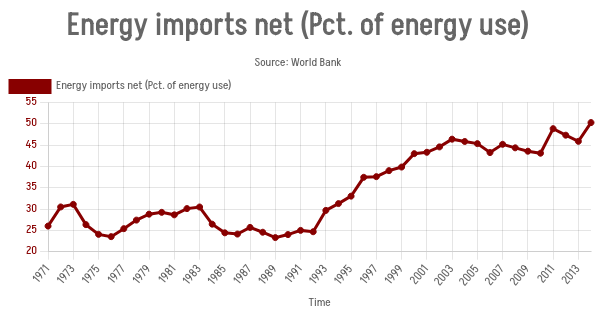 Energy imports net (Pct. of energy use)
Source: World Bank
Energy imports net (Pct. of energy use)
55
50
45
40
35
30
25
20
1971 1973 1975 1977 1979 1981 1983 1985 1987 1989 1991 1993 1995 1997 1999 2001 2003 2005 2007 2009 2011 2013
Time